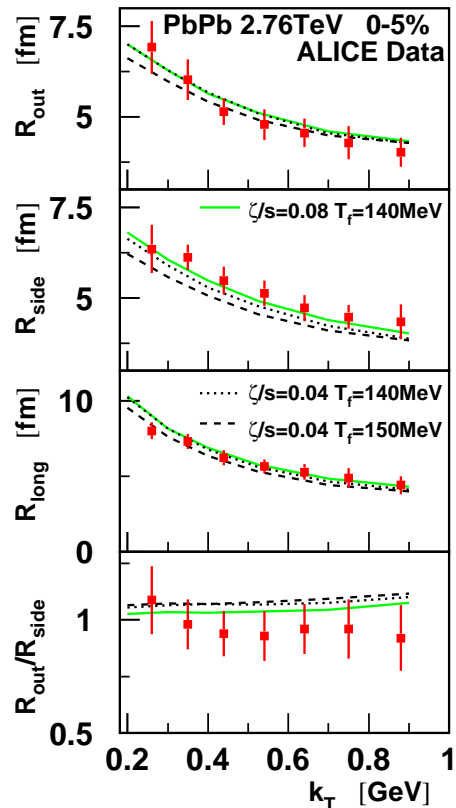 PbPb 2.76TeV 0-5%
ALICE Data
R_out [fm]
7.5
5
R_side [fm]
7.5
5
ζ/s=0.08 T_f=140MeV
R_long [fm]
10
0
ζ/s=0.04 T_f=140MeV
ζ/s=0.04 T_f=150MeV
R_out/R_side
1
0.5
0.2 0.4 0.6 0.8 1
k_T [GeV]